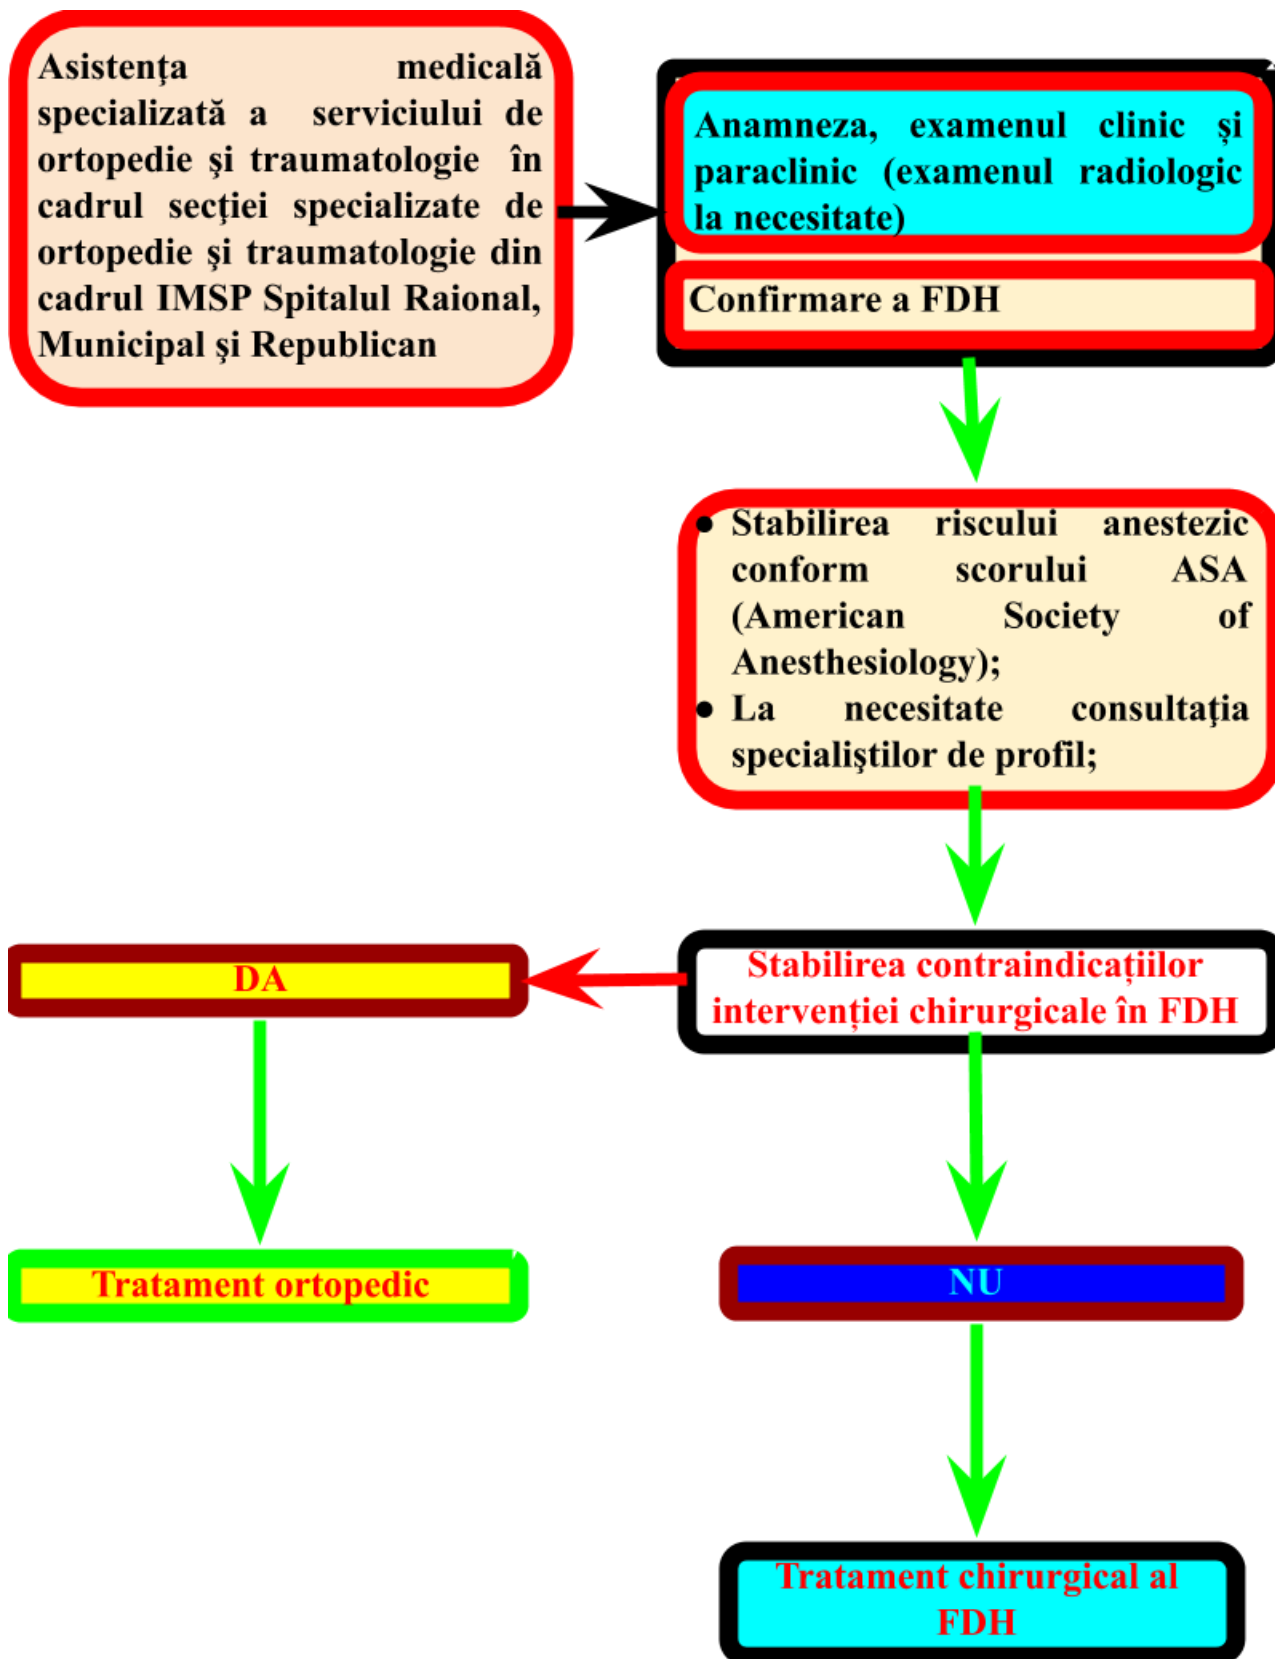 Asistenţa medicală
specializată a serviciului de
ortopedie şi traumatologie în
cadrul secţiei specializate de
ortopedie şi traumatologie din
cadrul IMSP Spitalul Raional,
Municipal şi Republican
Anamneza, examenul clinic și
paraclinic (examenul radiologic
la necesitate)
Confirmare a FDH
● Stabilirea riscului anestezic
conform scorului ASA
(American Society of
Anesthesiology);
● La necesitate consultaţia
specialiştilor de profil;
Stabilirea contraindicațiilor
intervenției chirurgicale în FDH
DA
Tratament ortopedic
NU
Tratament chirurgical al
FDH